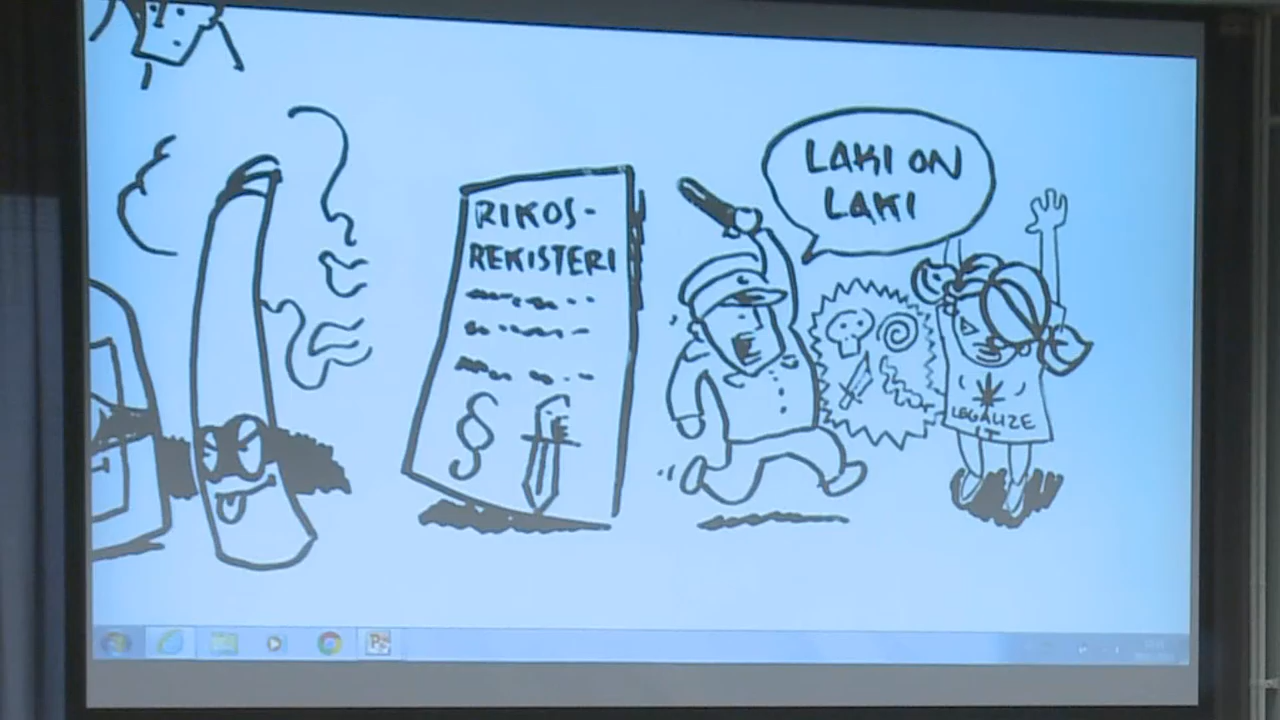 RIKOS-
REKISTERI
§
LAKI ON
LAKI
LEGALIZE
IT